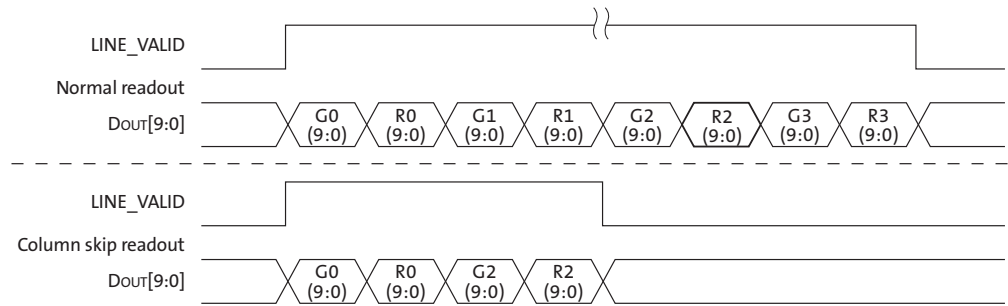 LINE_VALID
Normal readout
DOUT[9:0]
G0 (9:0) R0 (9:0) G1 (9:0) R1 (9:0) G2 (9:0) R2 (9:0) G3 (9:0) R3 (9:0)
LINE_VALID
Column skip readout
DOUT[9:0]
G0 (9:0) R0 (9:0) G2 (9:0) R2 (9:0)